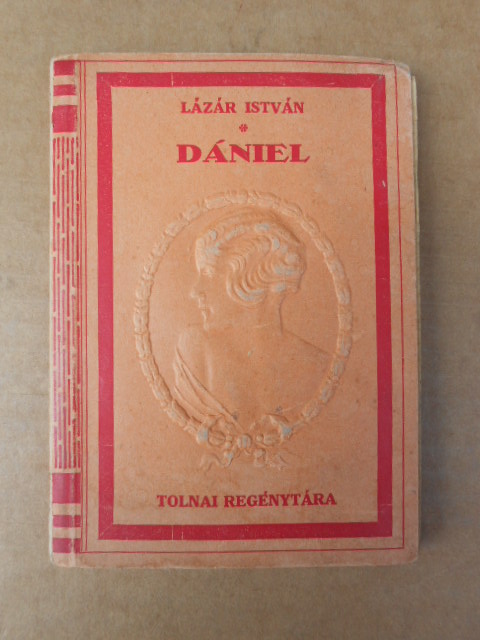 LÁZÁR ISTVÁN
*
DÁNIEL
TOLNAI REGÉNYTÁRA